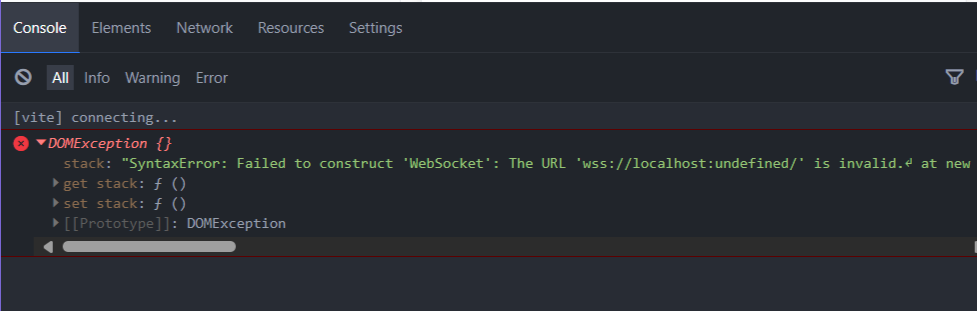 Console Elements Network Resources Settings
All Info Warning Error
[vite] connecting...
DOMException {}
stack: "SyntaxError: Failed to construct 'WebSocket': The URL 'wss://localhost:undefined/' is invalid.↲ at new
get stack: ƒ ()
set stack: ƒ ()
[[Prototype]]: DOMException